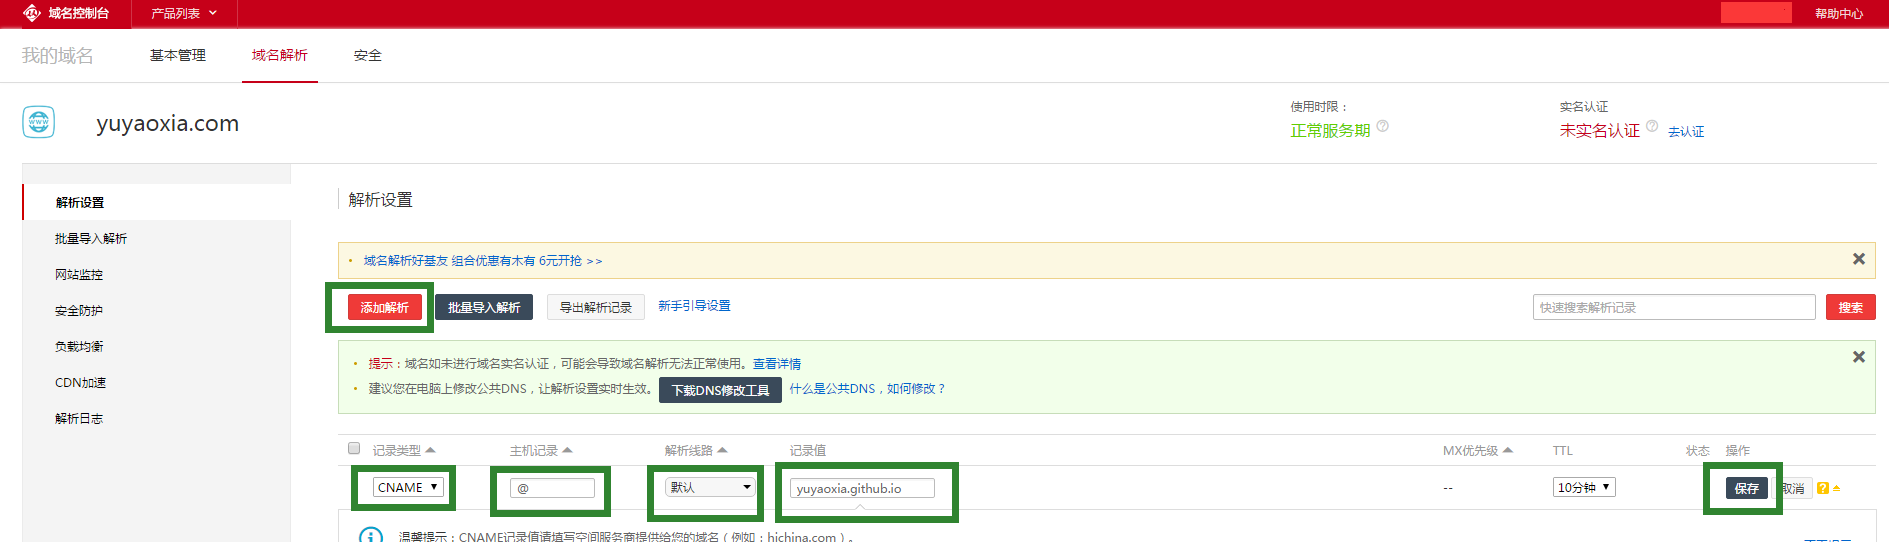 域名控制台 产品列表 帮助中心
我的域名 基本管理 域名解析 安全
www
yuyaoxia.com
使用时限：
正常服务期 ?
实名认证
未实名认证 ? 去认证
解析设置
批量导入解析
网站监控
安全防护
负载均衡
CDN加速
解析日志
解析设置
• 域名解析好基友 组合优惠有木有 6元开抢 >>
添加解析 批量导入解析 导出解析记录 新手引导设置 快速搜索解析记录 搜索
• 提示：域名如未进行域名实名认证，可能会导致域名解析无法正常使用。查看详情
• 建议您在电脑上修改公共DNS，让解析设置实时生效。 下载DNS修改工具 什么是公共DNS，如何修改？
记录类型 主机记录 解析线路 记录值 MX优先级 TTL 状态 操作
CNAME @ 默认 yuyaoxia.github.io -- 10分钟 保存 取消 ?
温馨提示：CNAME记录值请填写空间服务商提供给您的域名（例如：hichina.com）。